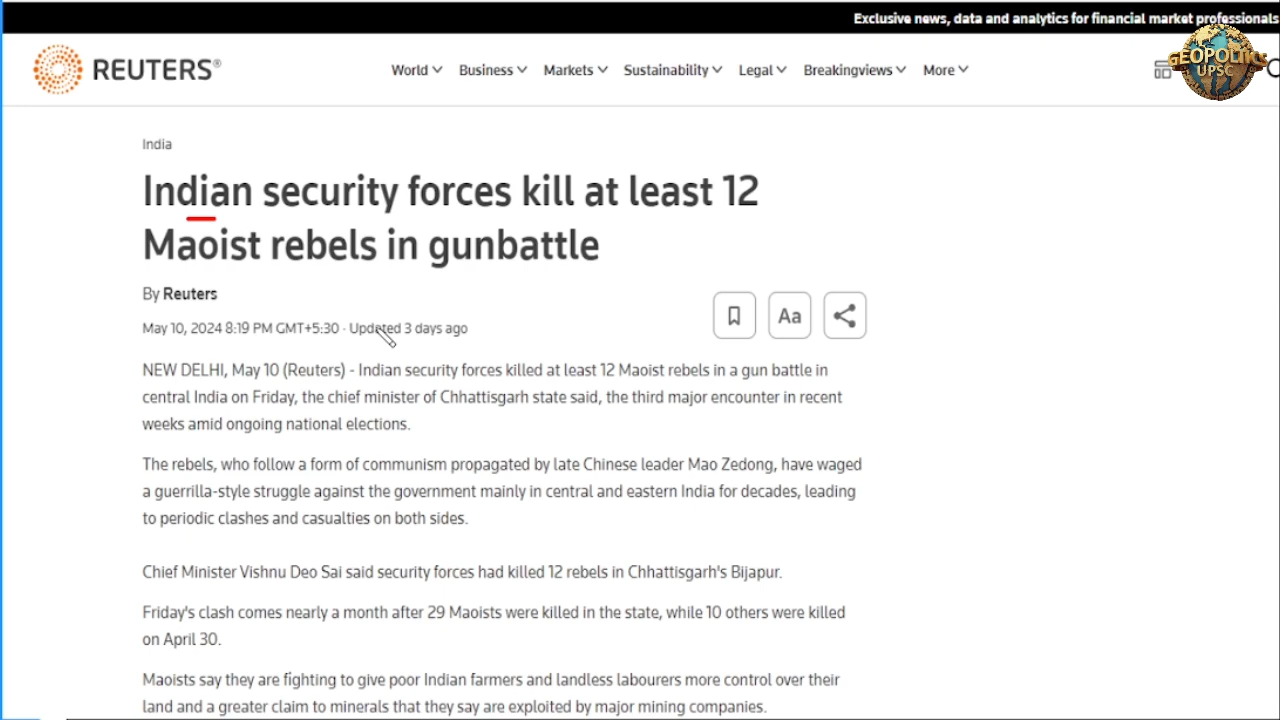 Exclusive news, data and analytics for financial market professionals
REUTERS®
World Business Markets Sustainability Legal Breakingviews More
GEOPOLITICS
UPSC
India
Indian security forces kill at least 12
Maoist rebels in gunbattle
By Reuters
May 10, 2024 8:19 PM GMT+5:30 · Updated 3 days ago
Aa
NEW DELHI, May 10 (Reuters) - Indian security forces killed at least 12 Maoist rebels in a gun battle in
central India on Friday, the chief minister of Chhattisgarh state said, the third major encounter in recent
weeks amid ongoing national elections.
The rebels, who follow a form of communism propagated by late Chinese leader Mao Zedong, have waged
a guerrilla-style struggle against the government mainly in central and eastern India for decades, leading
to periodic clashes and casualties on both sides.
Chief Minister Vishnu Deo Sai said security forces had killed 12 rebels in Chhattisgarh's Bijapur.
Friday's clash comes nearly a month after 29 Maoists were killed in the state, while 10 others were killed
on April 30.
Maoists say they are fighting to give poor Indian farmers and landless labourers more control over their
land and a greater claim to minerals that they say are exploited by major mining companies.